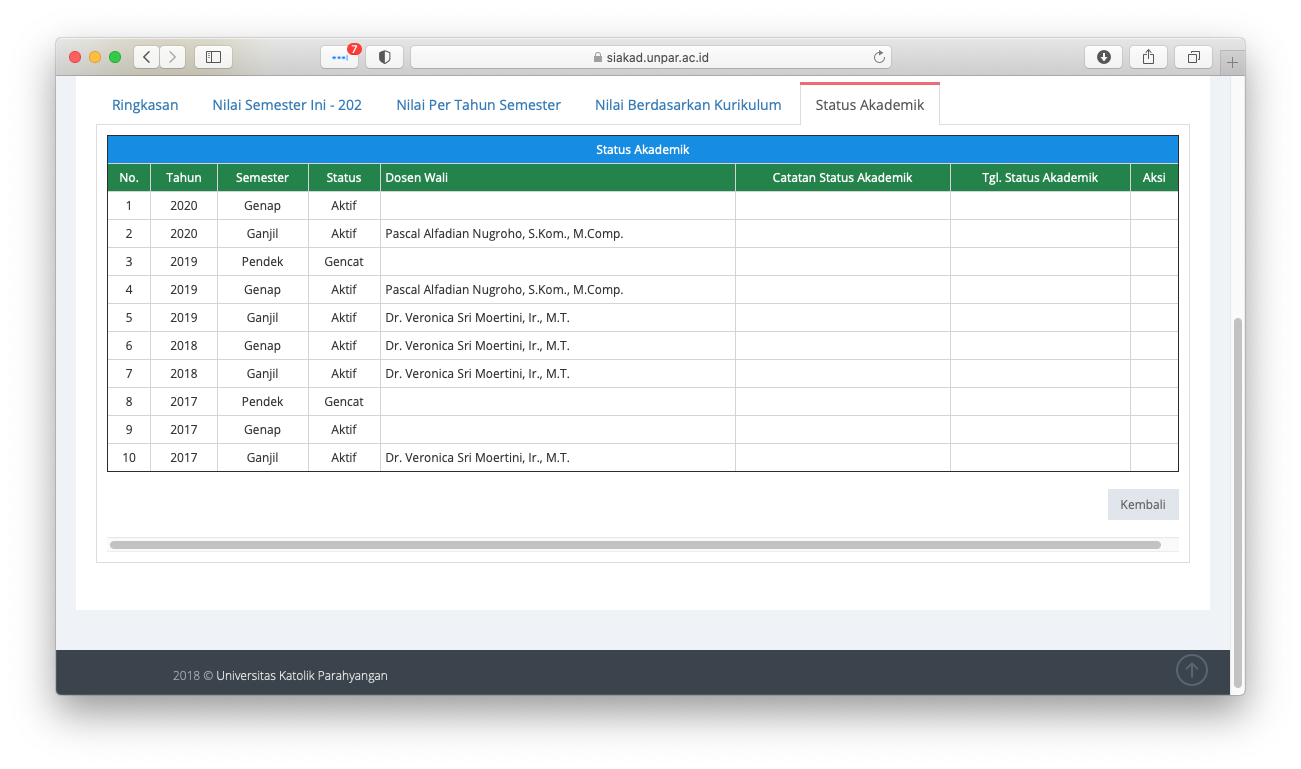 7
siakad.unpar.ac.id
Ringkasan Nilai Semester Ini - 202 Nilai Per Tahun Semester Nilai Berdasarkan Kurikulum Status Akademik
Status Akademik
No. Tahun Semester Status Dosen Wali Catatan Status Akademik Tgl. Status Akademik Aksi
1 2020 Genap Aktif
2 2020 Ganjil Aktif Pascal Alfadian Nugroho, S.Kom., M.Comp.
3 2019 Pendek Gencat
4 2019 Genap Aktif Pascal Alfadian Nugroho, S.Kom., M.Comp.
5 2019 Ganjil Aktif Dr. Veronica Sri Moertini, Ir., M.T.
6 2018 Genap Aktif Dr. Veronica Sri Moertini, Ir., M.T.
7 2018 Ganjil Aktif Dr. Veronica Sri Moertini, Ir., M.T.
8 2017 Pendek Gencat
9 2017 Genap Aktif
10 2017 Ganjil Aktif Dr. Veronica Sri Moertini, Ir., M.T.
Kembali
2018 © Universitas Katolik Parahyangan